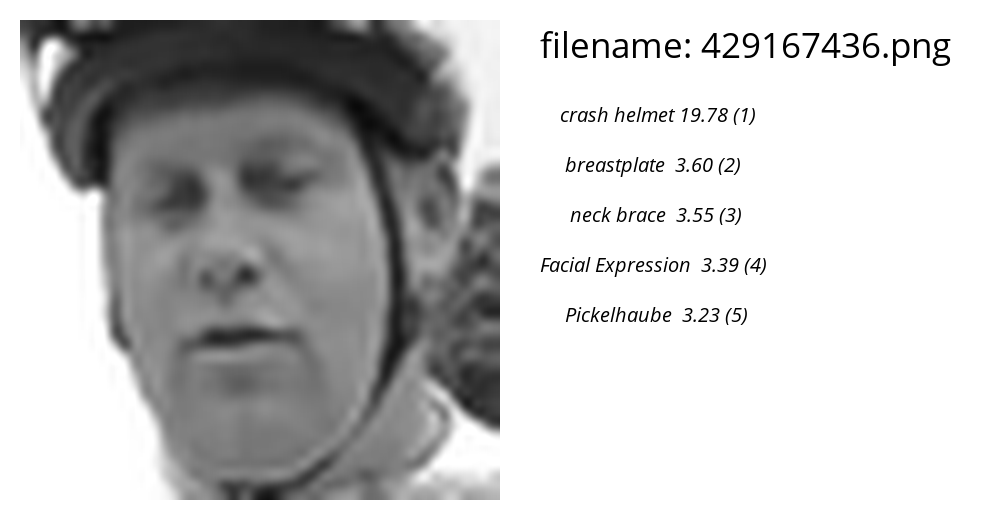 filename: 429167436.png
crash helmet 19.78 (1)
breastplate 3.60 (2)
neck brace 3.55 (3)
Facial Expression 3.39 (4)
Pickelhaube 3.23 (5)